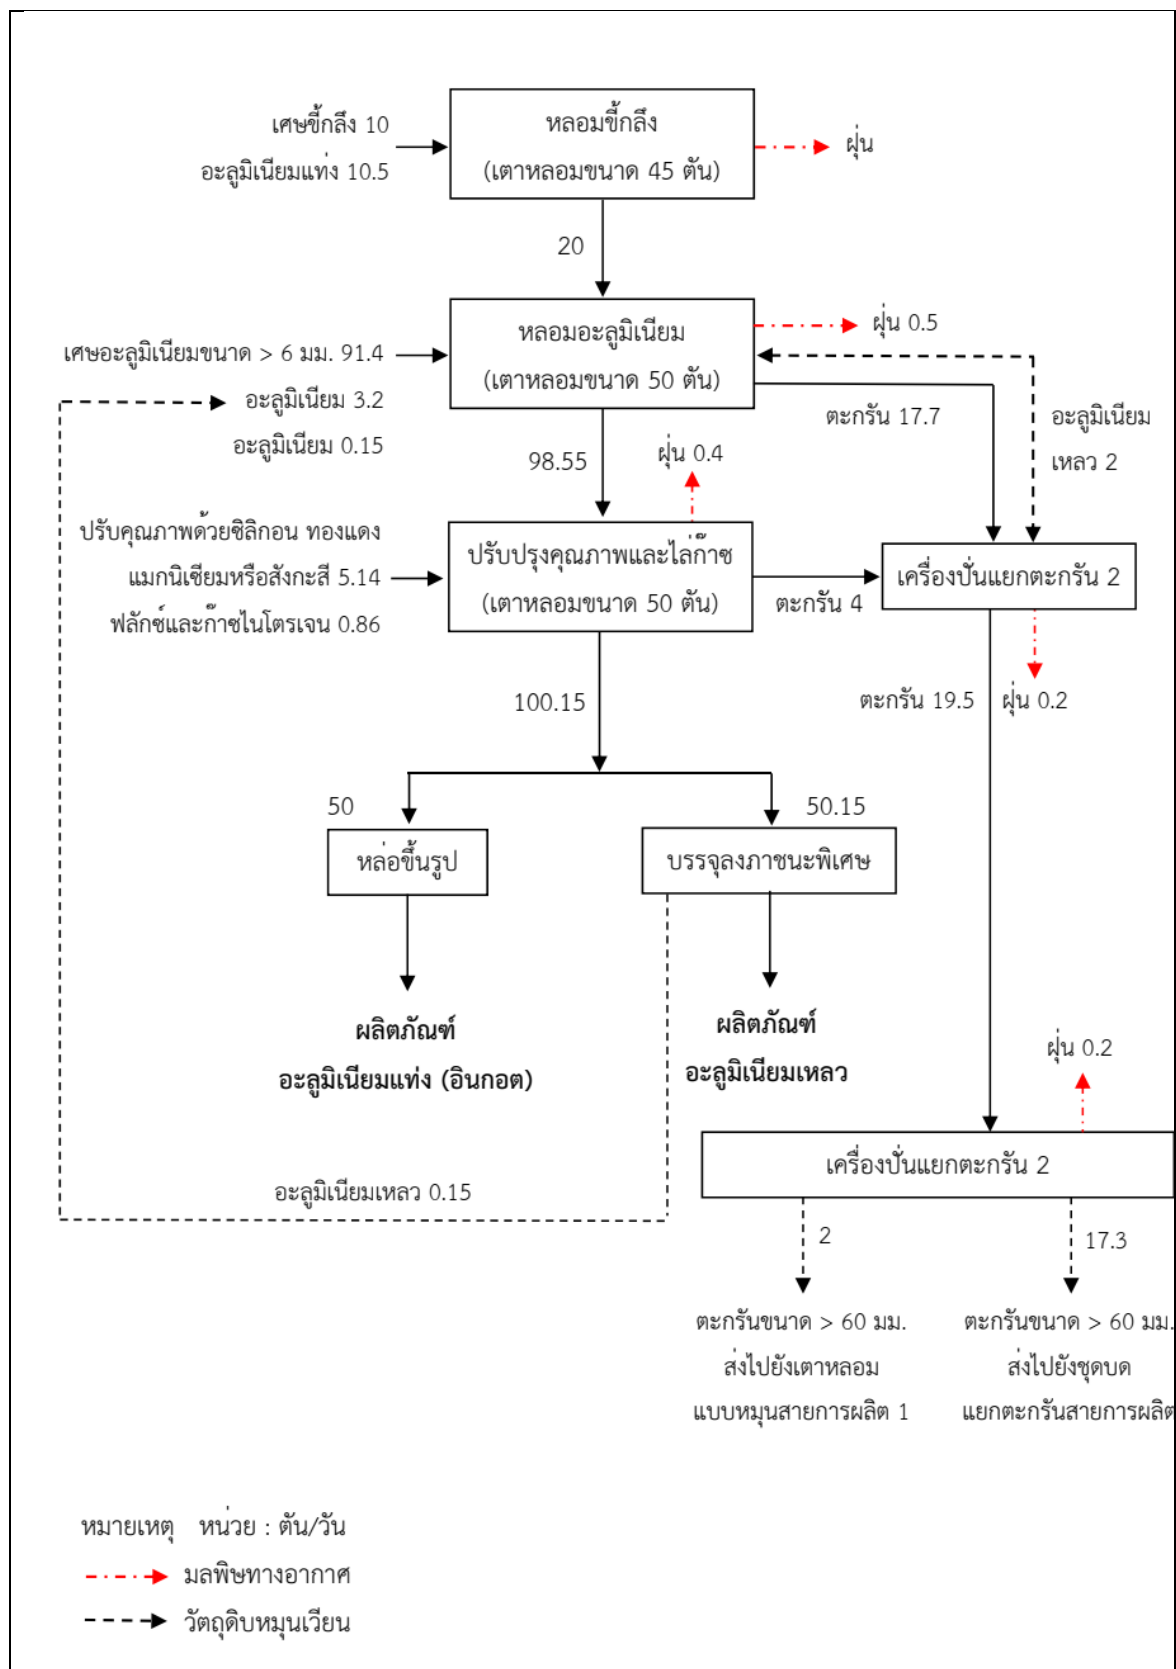 เศษขี้กลึง 10
อะลูมิเนียมแท่ง 10.5
หลอมขี้กลึง
(เตาหลอมขนาด 45 ตัน)
ฝุ่น
20
เศษอะลูมิเนียมขนาด > 6 มม. 91.4
อะลูมิเนียม 3.2
อะลูมิเนียม 0.15
หลอมอะลูมิเนียม
(เตาหลอมขนาด 50 ตัน)
ฝุ่น 0.5
ตะกรัน 17.7
อะลูมิเนียม
เหลว 2
98.55
ฝุ่น 0.4
ปรับคุณภาพด้วยซิลิกอน ทองแดง
แมกนิเซียมหรือสังกะสี 5.14
ฟลักซ์และก๊าซไนโตรเจน 0.86
ปรับปรุงคุณภาพและไล่ก๊าซ
(เตาหลอมขนาด 50 ตัน)
ตะกรัน 4
เครื่องปั่นแยกตะกรัน 2
100.15
ตะกรัน 19.5
ฝุ่น 0.2
50
50.15
หล่อขึ้นรูป
บรรจุลงภาชนะพิเศษ
ผลิตภัณฑ์
อะลูมิเนียมแท่ง (อินกอต)
ผลิตภัณฑ์
อะลูมิเนียมเหลว
ฝุ่น 0.2
เครื่องปั่นแยกตะกรัน 2
อะลูมิเนียมเหลว 0.15
2
17.3
ตะกรันขนาด > 60 มม.
ส่งไปยังเตาหลอม
แบบหมุนสายการผลิต 1
ตะกรันขนาด > 60 มม.
ส่งไปยังชุดบด
แยกตะกรันสายการผลิต
หมายเหตุ หน่วย : ตัน/วัน
มลพิษทางอากาศ
วัตถุดิบหมุนเวียน